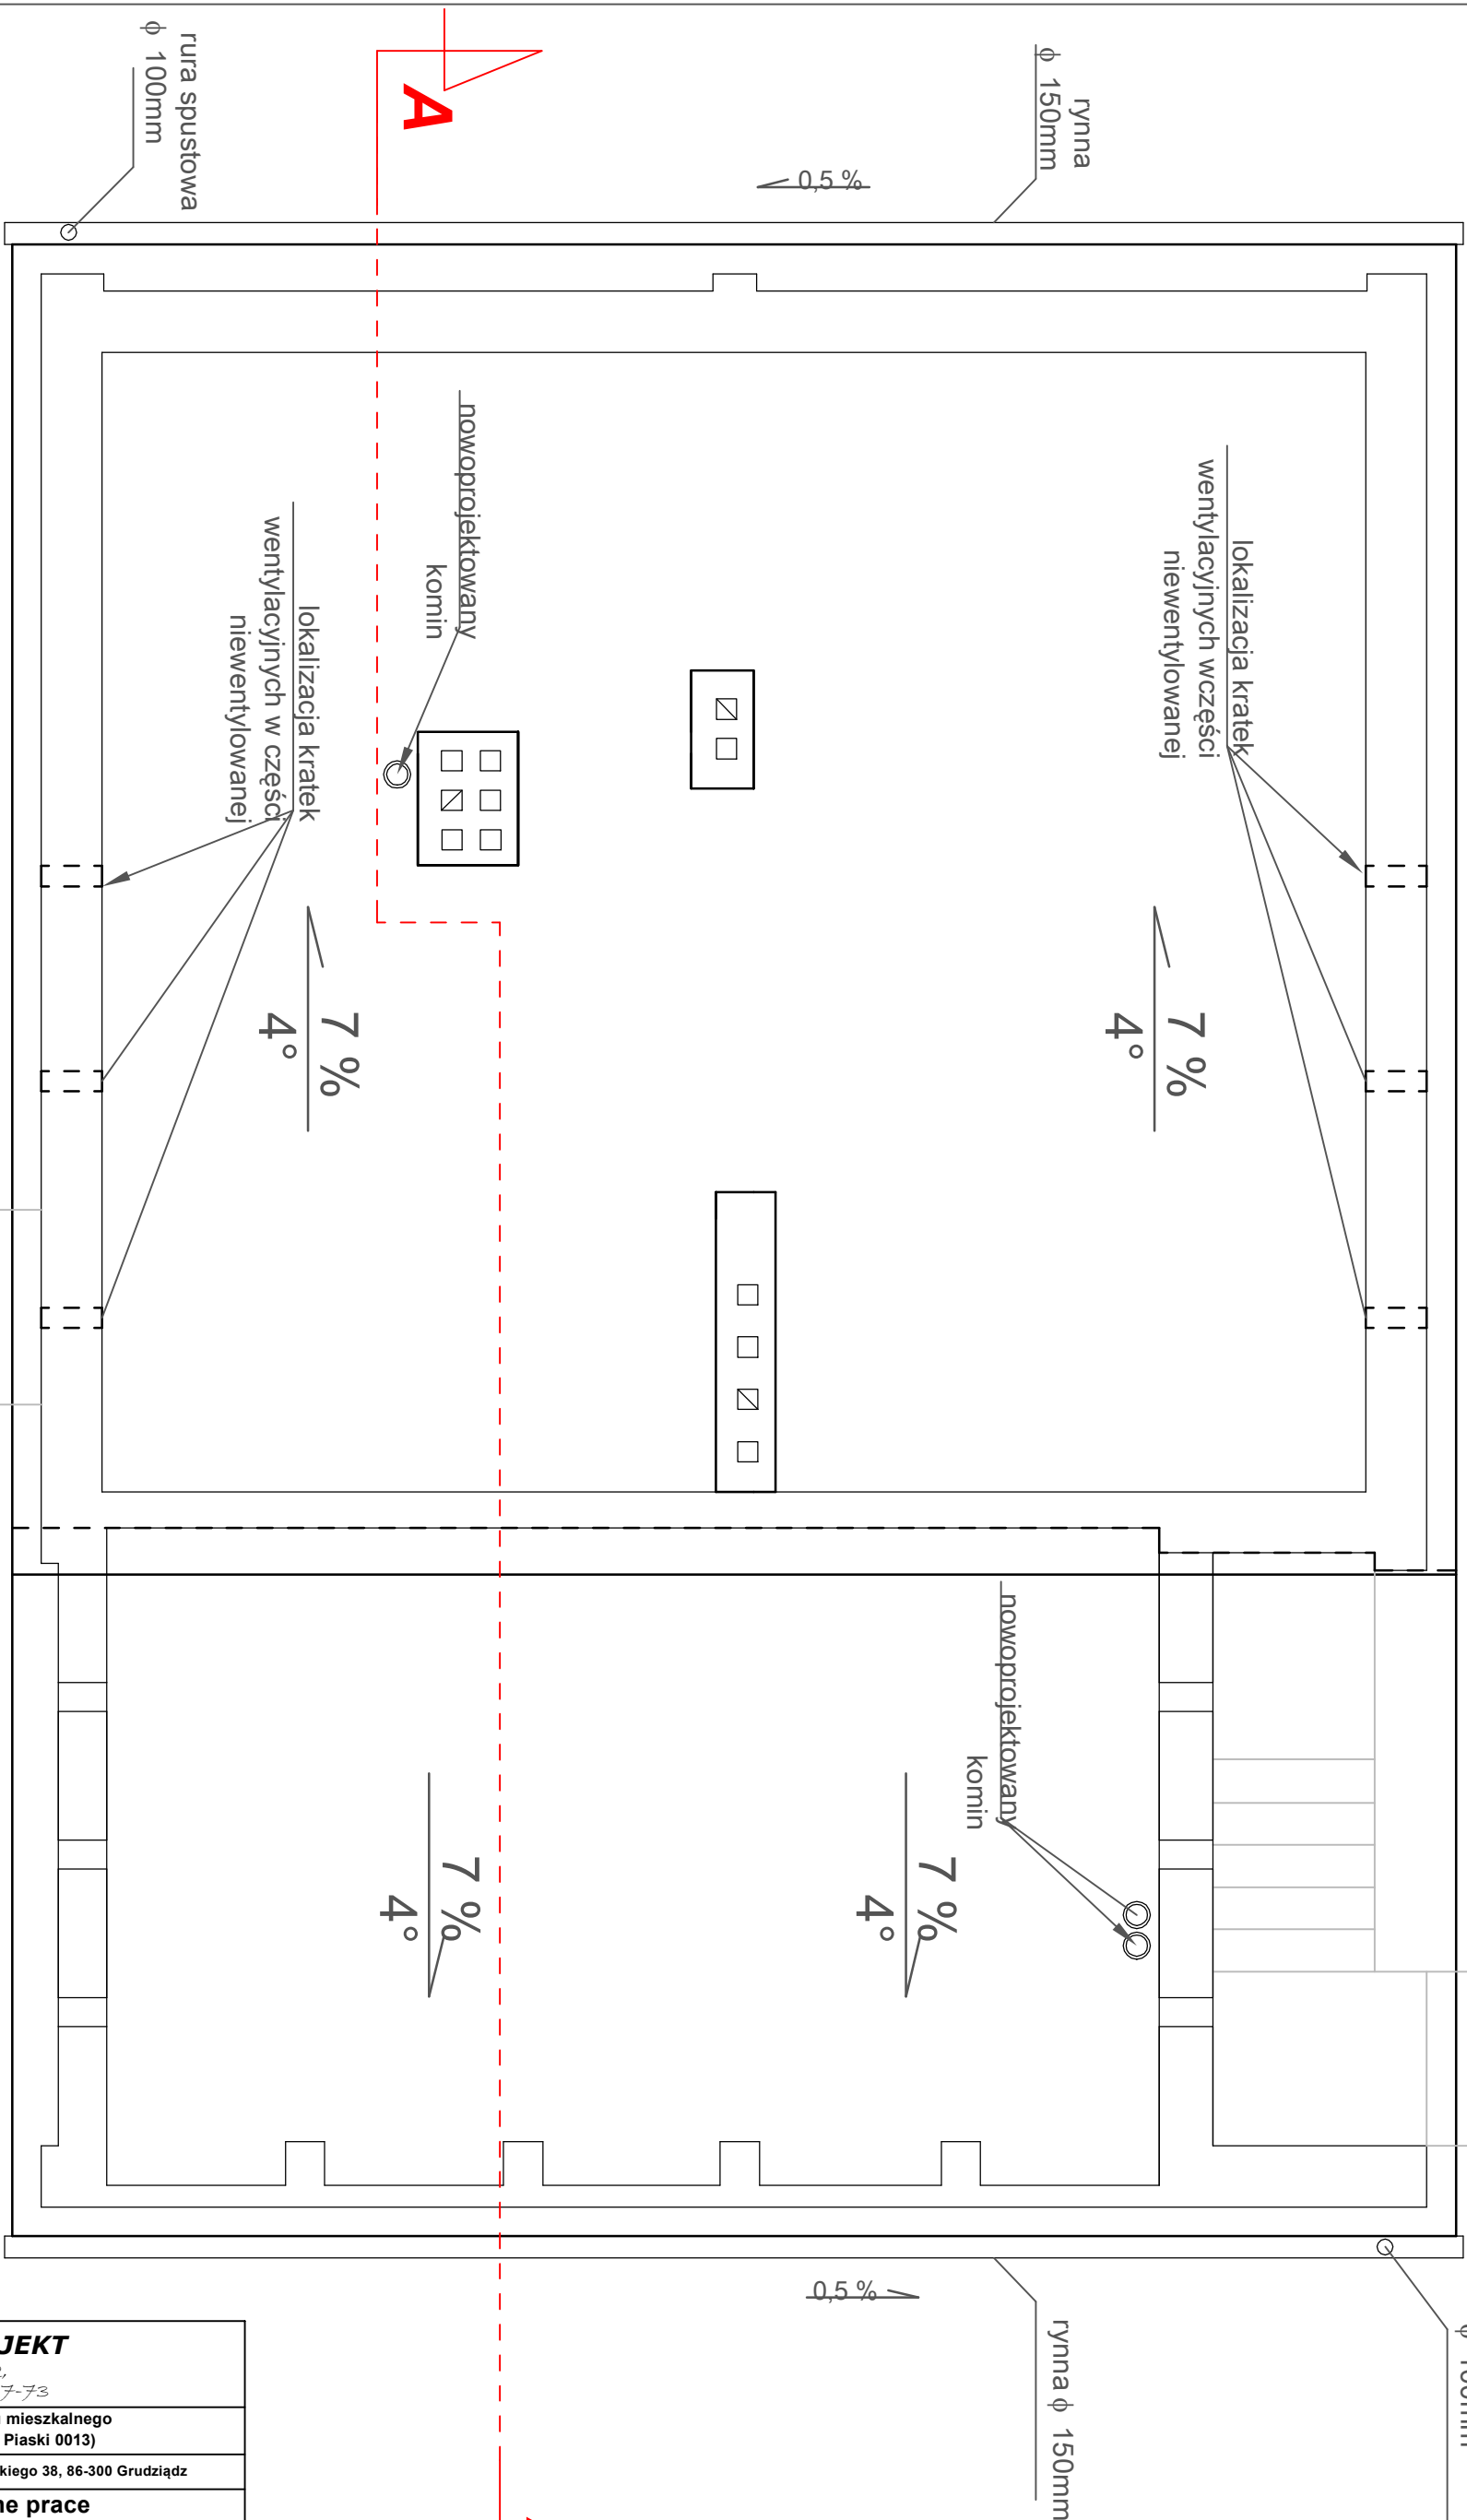 rura spustowa
ϕ 100mm
A
rynna
ϕ 150mm
0,5 %
nowoprojektowany
komin
lokalizacja kratek
wentylacyjnych w części
niewentylowanej
lokalizacja kratek
wentylacyjnych wczęści
niewentylowanej
7 %
4°
7 %
4°
nowoprojektowany
komin
7 %
4°
7 %
4°
0,5 %
rynna ϕ 150mm
JEKT
7-73
mieszkalnego
Piaski 0013)
kiego 38, 86-300 Grudziądz
ne prace